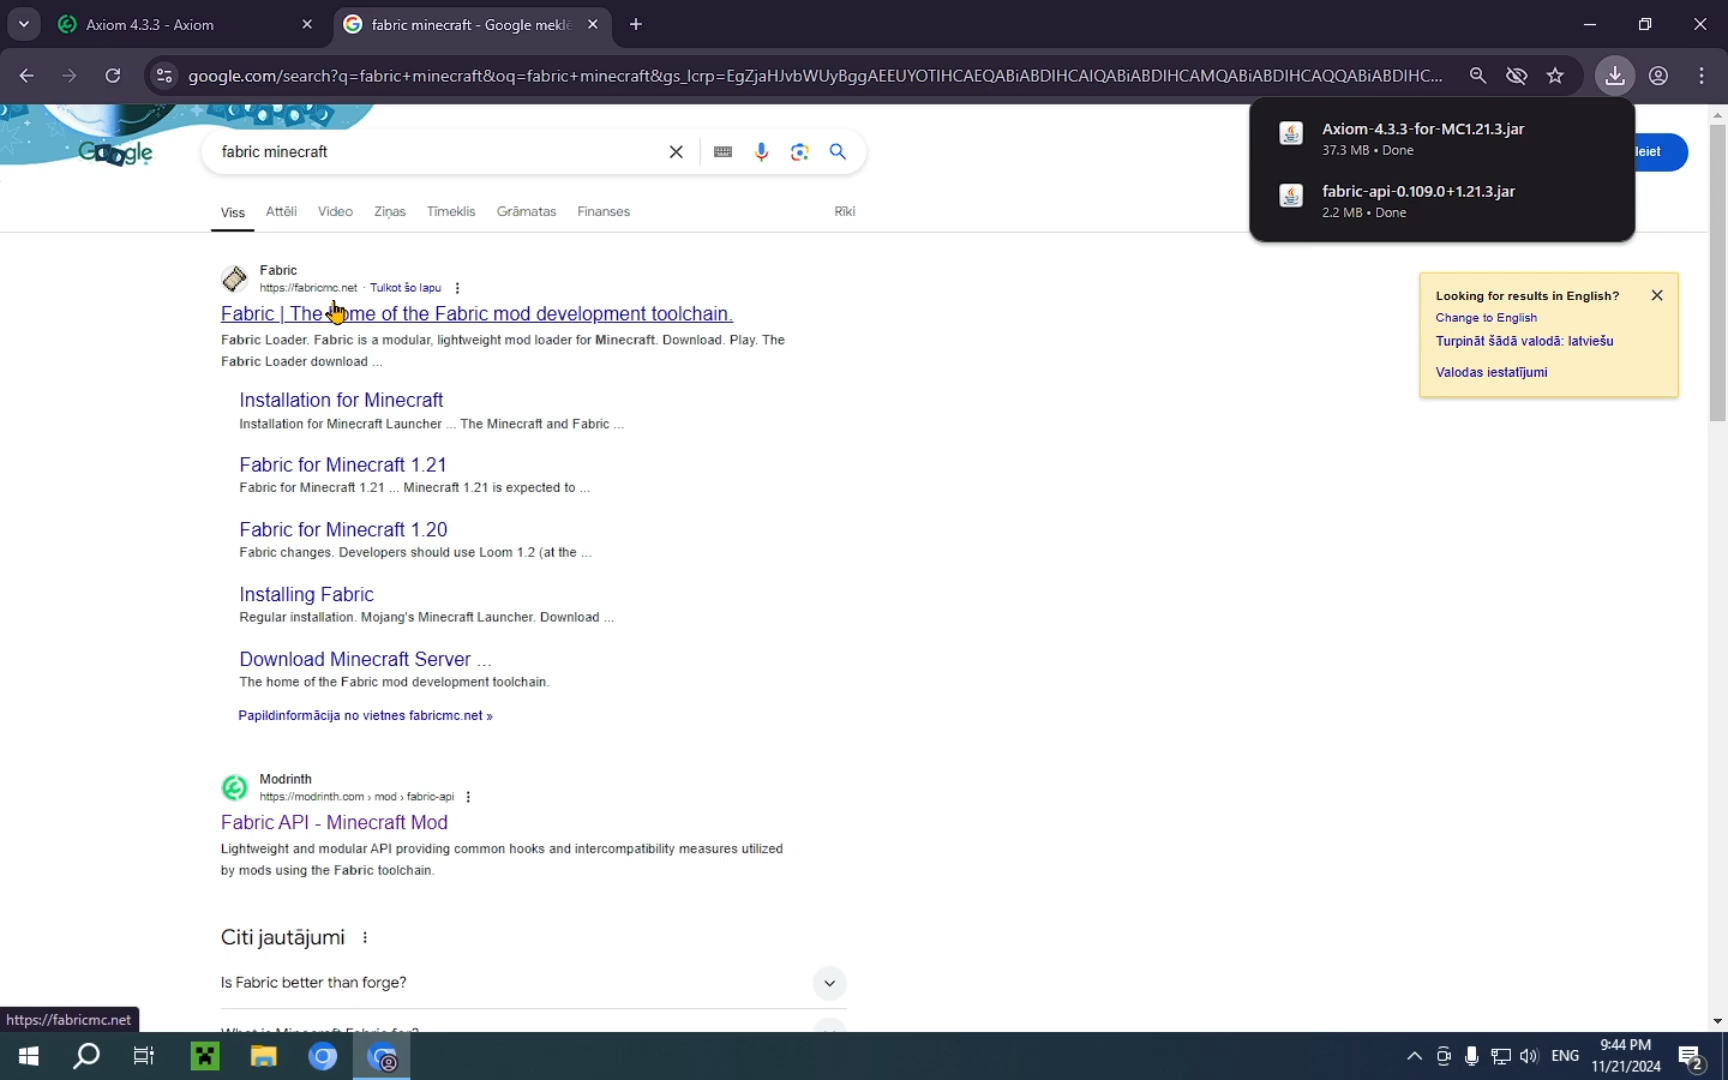 Axiom 4.3.3 - Axiom
fabric minecraft - Google mekl
google.com/search?q=fabric+minecraft&oq=fabric+minecraft&gs_lcrp=EgZjaHJvbWUyBggAEEUYOTIHCAEQABiABDIHCAIQABiABDIHCAMQABiABDIHCAQQABiABDIHC...
Google
fabric minecraft
Axiom-4.3.3-for-MC1.21.3.jar
37.3 MB • Done
fabric-api-0.109.0+1.21.3.jar
2.2 MB • Done
Viss Attēli Video Ziņas Tīmeklis Grāmatas Finanses Rīki
Fabric
https://fabricmc.net · Tulkot šo lapu
Fabric | The Home of the Fabric mod development toolchain.
Fabric Loader. Fabric is a modular, lightweight mod loader for Minecraft. Download. Play. The
Fabric Loader download ...
Looking for results in English?
Change to English
Turpināt šādā valodā: latviešu
Valodas iestatījumi
Installation for Minecraft
Installation for Minecraft Launcher ... The Minecraft and Fabric ...
Fabric for Minecraft 1.21
Fabric for Minecraft 1.21 ... Minecraft 1.21 is expected to ...
Fabric for Minecraft 1.20
Fabric changes. Developers should use Loom 1.2 (at the ...
Installing Fabric
Regular installation. Mojang's Minecraft Launcher. Download ...
Download Minecraft Server ...
The home of the Fabric mod development toolchain.
Papildinformācija no vietnes fabricmc.net »
Modrinth
https://modrinth.com › mod › fabric-api
Fabric API - Minecraft Mod
Lightweight and modular API providing common hooks and intercompatibility measures utilized
by mods using the Fabric toolchain.
Citi jautājumi
Is Fabric better than forge?
What is Minecraft Fabric for?
https://fabricmc.net
ENG
9:44 PM
11/21/2024
2